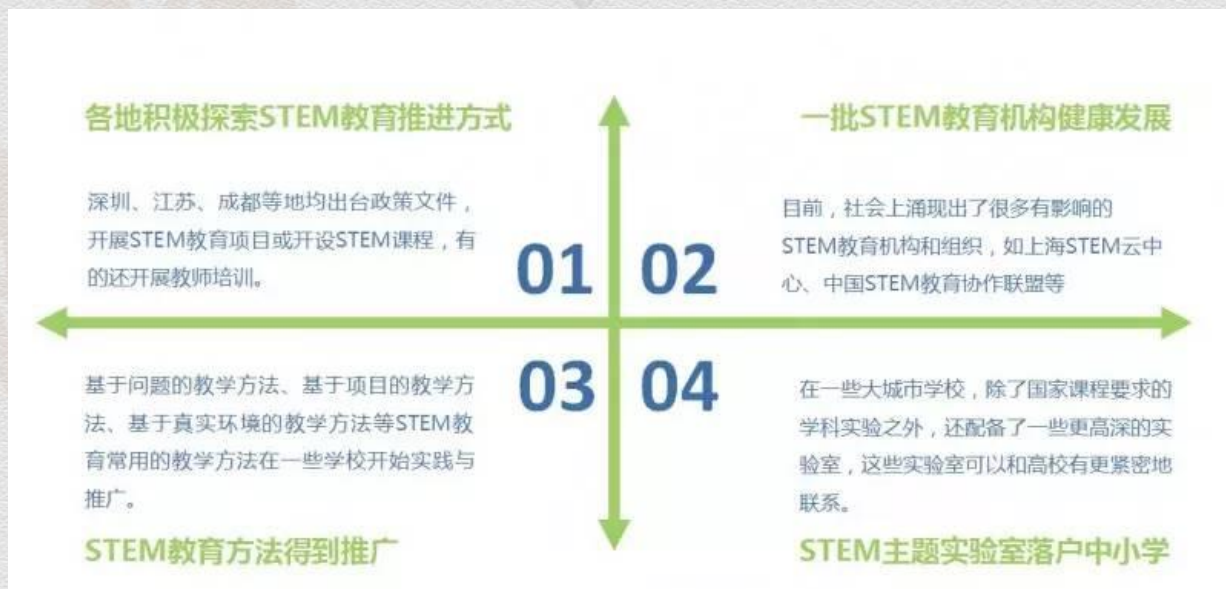 各地积极探索STEM教育推进方式
深圳、江苏、成都等地均出台政策文件，
开展STEM教育项目或开设STEM课程，有
的还开展教师培训。
01
一批STEM教育机构健康发展
目前，社会上涌现出了很多有影响的
STEM教育机构和组织，如上海STEM云中
心、中国STEM教育协作联盟等
02
03
基于问题的教学方法、基于项目的教学方
法、基于真实环境的教学方法等STEM教
育常用的教学方法在一些学校开始实践与
推广。
STEM教育方法得到推广
04
在一些大城市学校，除了国家课程要求的
学科实验之外，还配备了一些更高深的实
验室，这些实验室可以和高校有更紧密地
联系。
STEM主题实验室落户中小学